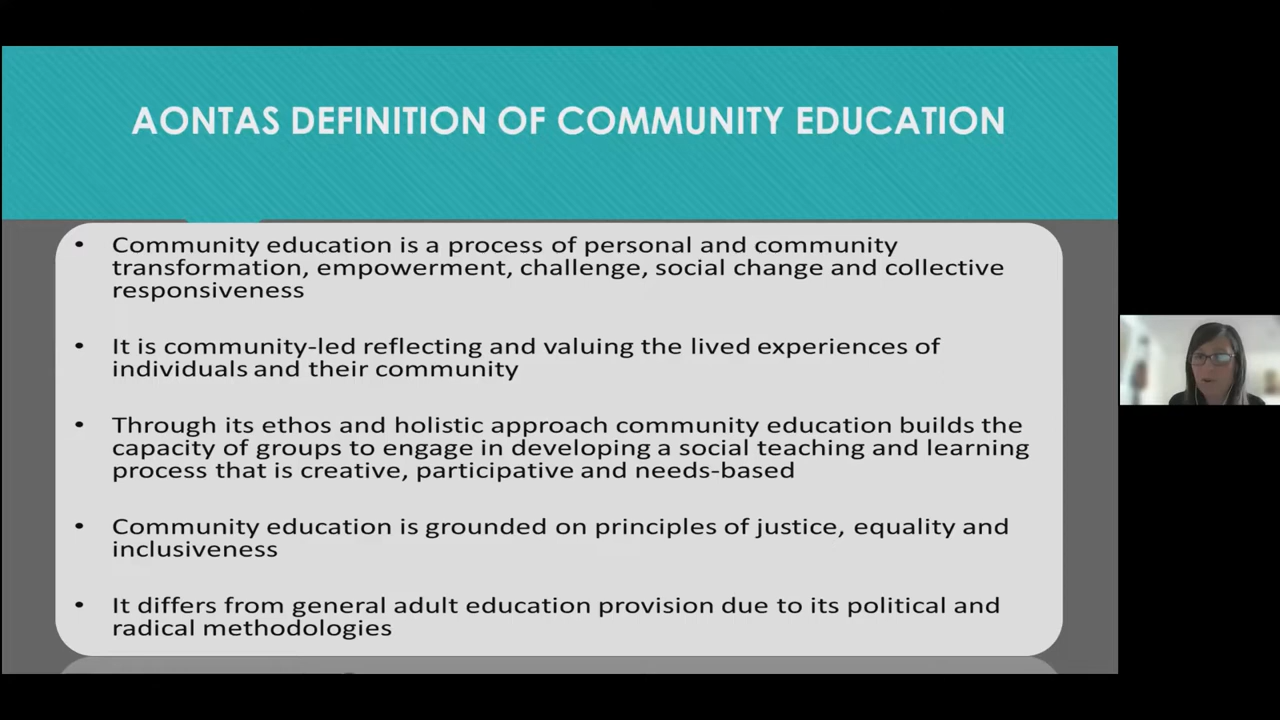 AONTAS DEFINITION OF COMMUNITY EDUCATION
• Community education is a process of personal and community
transformation, empowerment, challenge, social change and collective
responsiveness
• It is community-led reflecting and valuing the lived experiences of
individuals and their community
• Through its ethos and holistic approach community education builds the
capacity of groups to engage in developing a social teaching and learning
process that is creative, participative and needs-based
• Community education is grounded on principles of justice, equality and
inclusiveness
• It differs from general adult education provision due to its political and
radical methodologies